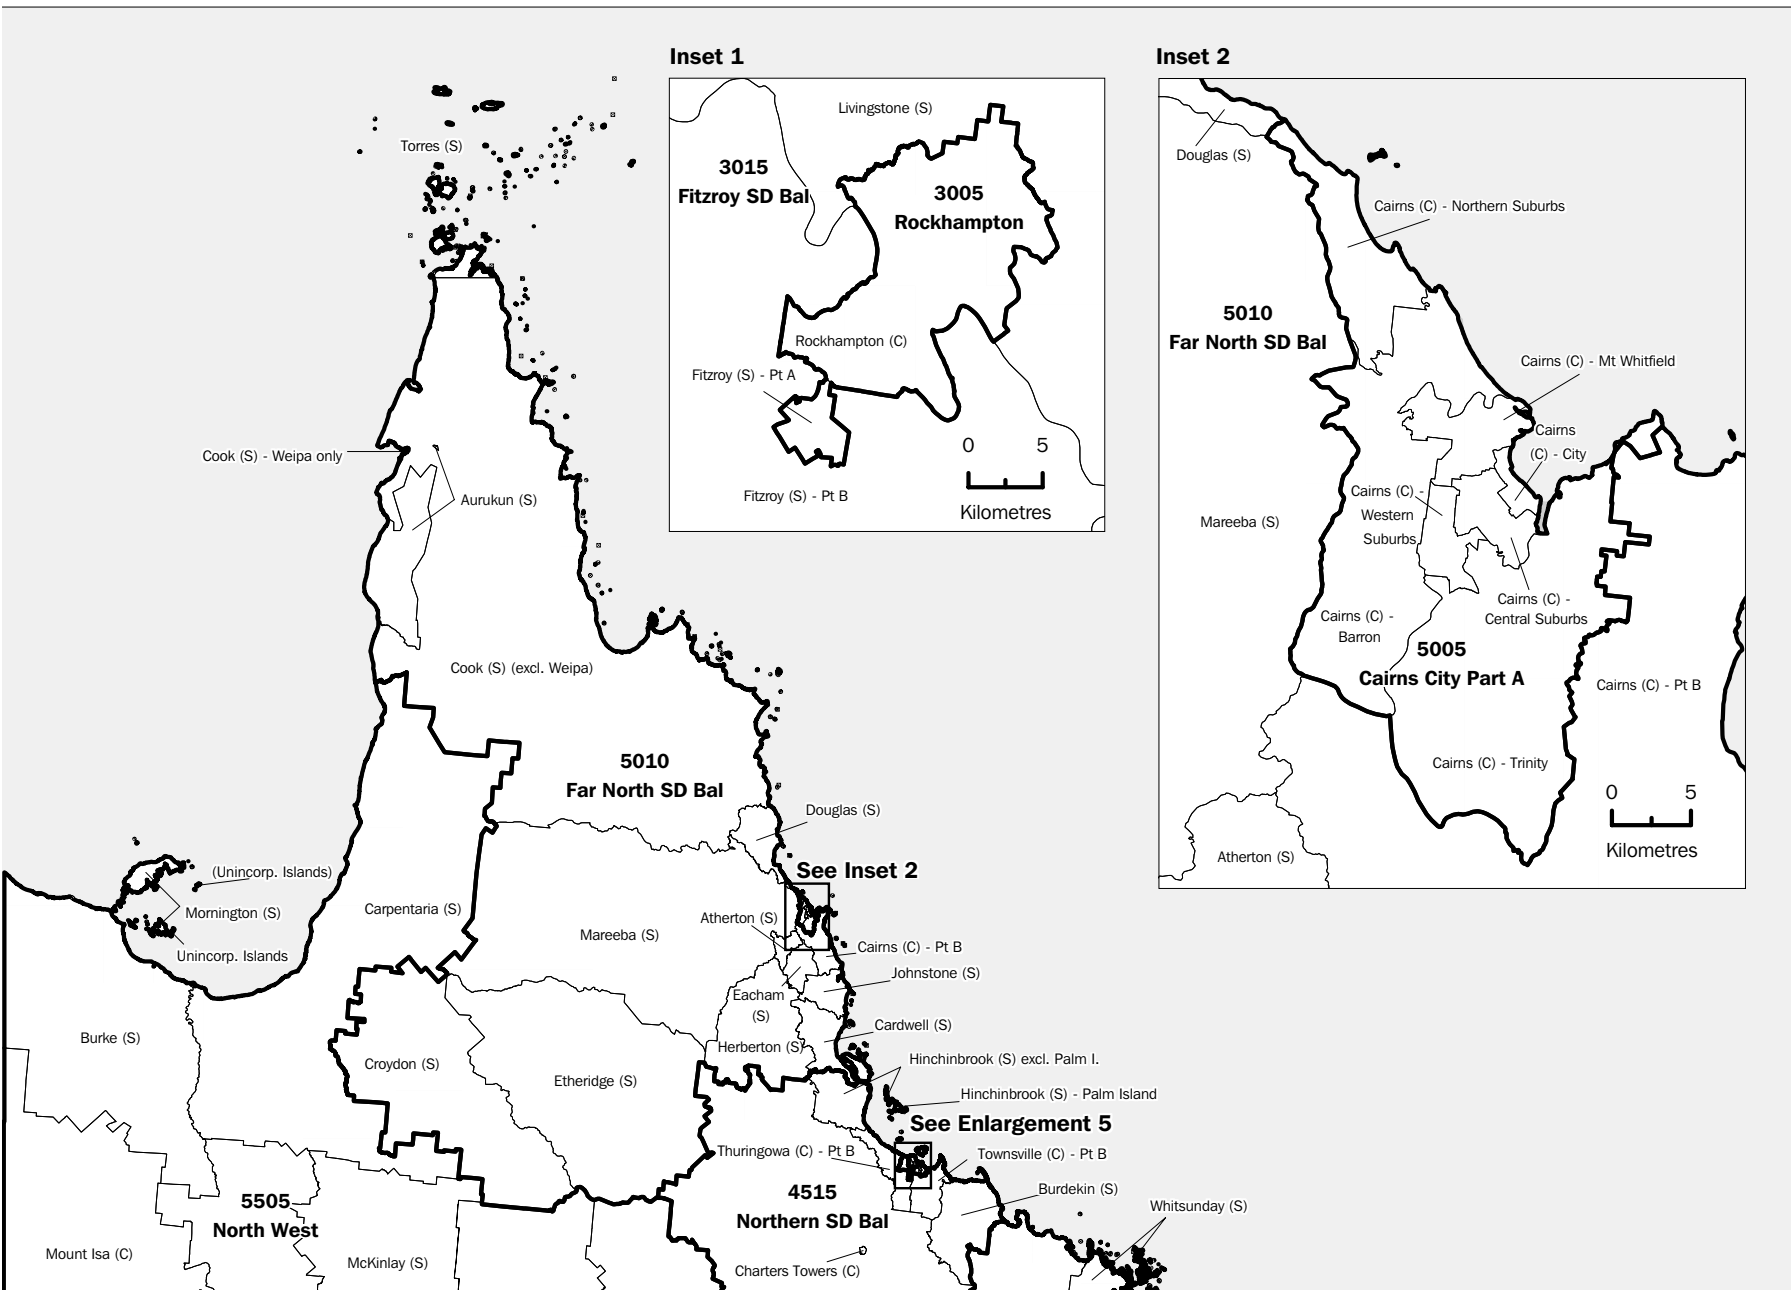 Inset 1
Inset 2
Livingstone (S)
3015
Fitzroy SD Bal
3005
Rockhampton
Rockhampton (C)
Fitzroy (S) - Pt A
Fitzroy (S) - Pt B
0 5
Kilometres
Douglas (S)
Cairns (C) - Northern Suburbs
5010
Far North SD Bal
Cairns (C) - Mt Whitfield
Cairns
(C) - City
Cairns (C) -
Western
Suburbs
Mareeba (S)
Cairns (C) -
Central Suburbs
Cairns (C) -
Barron
5005
Cairns City Part A
Cairns (C) - Pt B
Cairns (C) - Trinity
0 5
Kilometres
Atherton (S)
Torres (S)
Cook (S) - Weipa only
Aurukun (S)
Cook (S) (excl. Weipa)
5010
Far North SD Bal
Douglas (S)
See Inset 2
(Unincorp. Islands)
Mornington (S)
Unincorp. Islands
Carpentaria (S)
Mareeba (S)
Atherton (S)
Cairns (C) - Pt B
Johnstone (S)
Eacham
(S)
Cardwell (S)
Herberton (S)
Burke (S)
Croydon (S)
Etheridge (S)
Hinchinbrook (S) excl. Palm I.
Hinchinbrook (S) - Palm Island
See Enlargement 5
Thuringowa (C) - Pt B
Townsville (C) - Pt B
4515
Northern SD Bal
Burdekin (S)
Whitsunday (S)
5505
North West
Mount Isa (C)
McKinlay (S)
Charters Towers (C)